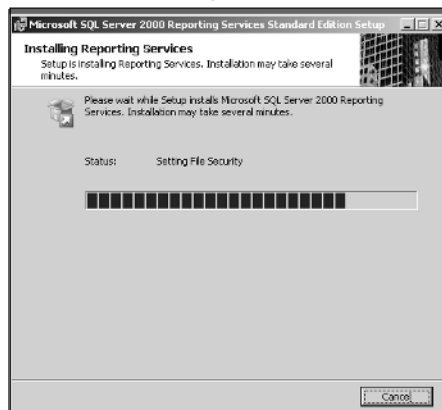 Microsoft SQL Server 2000 Reporting Services Standard Edition Setup
Installing Reporting Services
Setup is installing Reporting Services. Installation may take several
minutes.
Please wait while Setup installs Microsoft SQL Server 2000 Reporting
Services. Installation may take several minutes.
Status: Setting File Security
Cancel